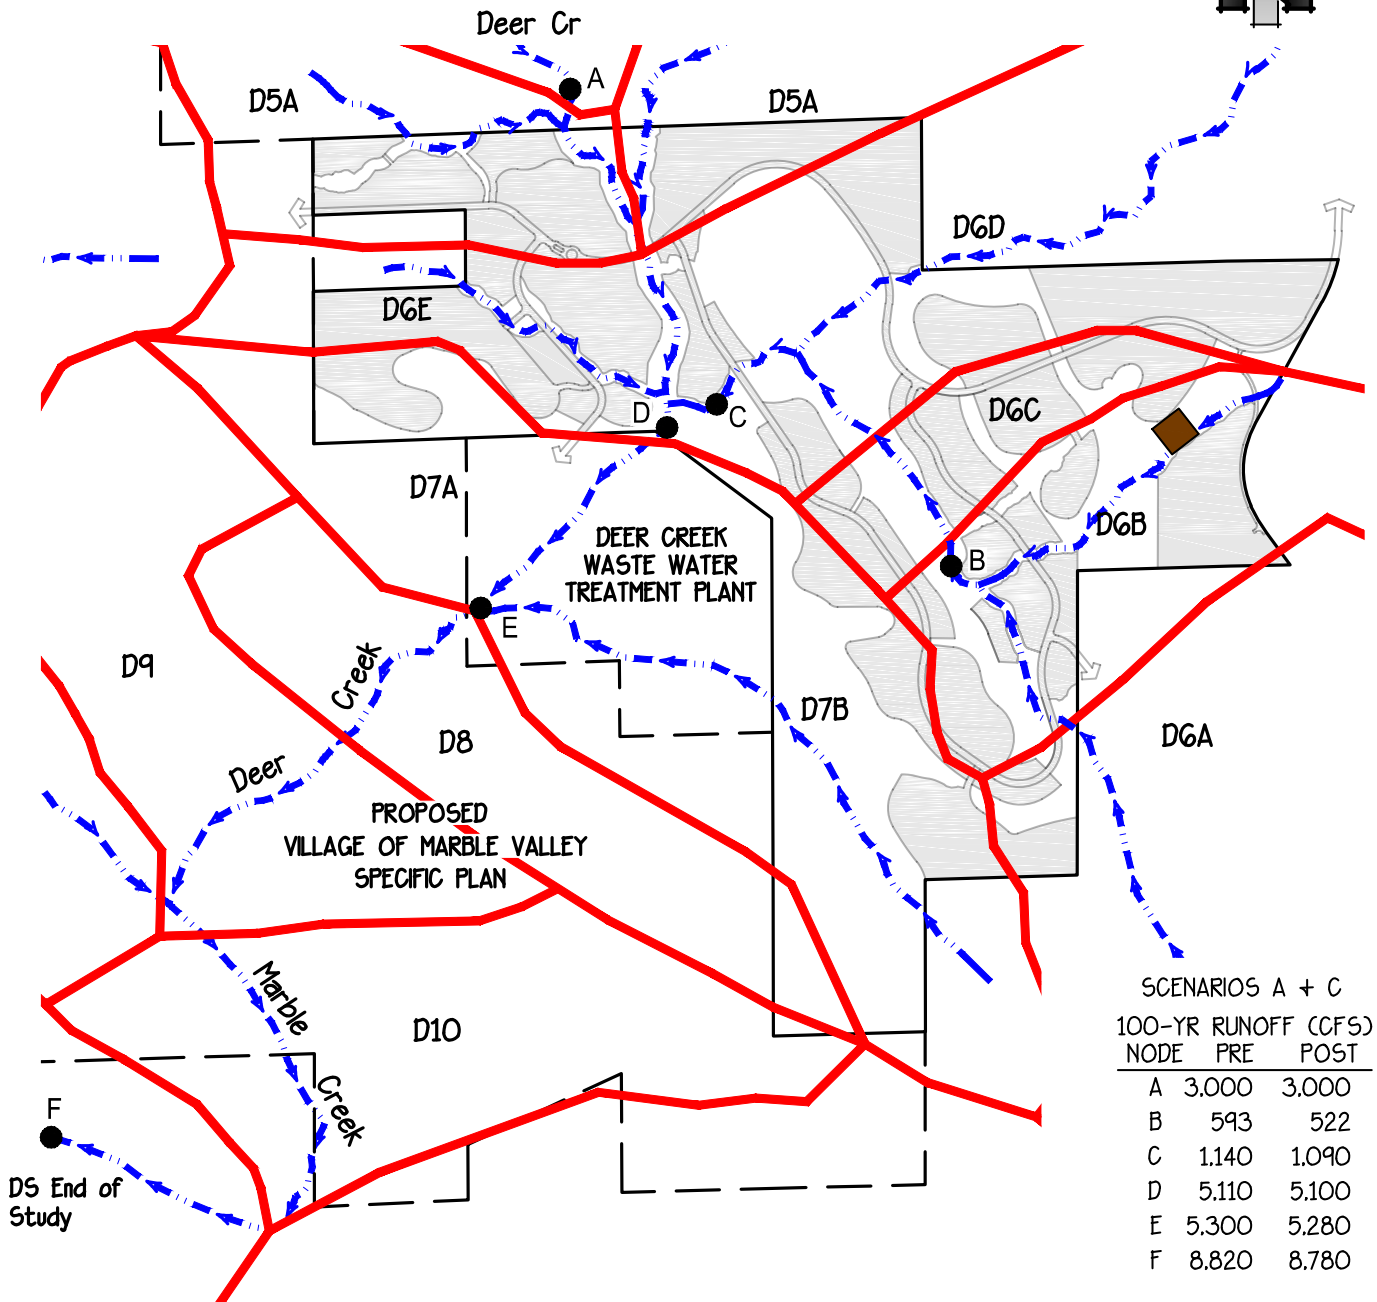 Deer Cr
A
D5A
D5A
D6D
D6E
D
C
D6C
D7A
D6B
DEER CREEK
WASTE WATER
TREATMENT PLANT
B
E
D9
Creek
D7B
D8
D6A
Deer
PROPOSED
VILLAGE OF MARBLE VALLEY
SPECIFIC PLAN
Marble
D10
Creek
F
DS End of
Study
SCENARIOS A + C
100-YR RUNOFF (CFS)
NODE PRE POST
A 3,000 3,000
B 593 522
C 1,140 1,090
D 5,110 5,100
E 5,300 5,280
F 8,820 8,780